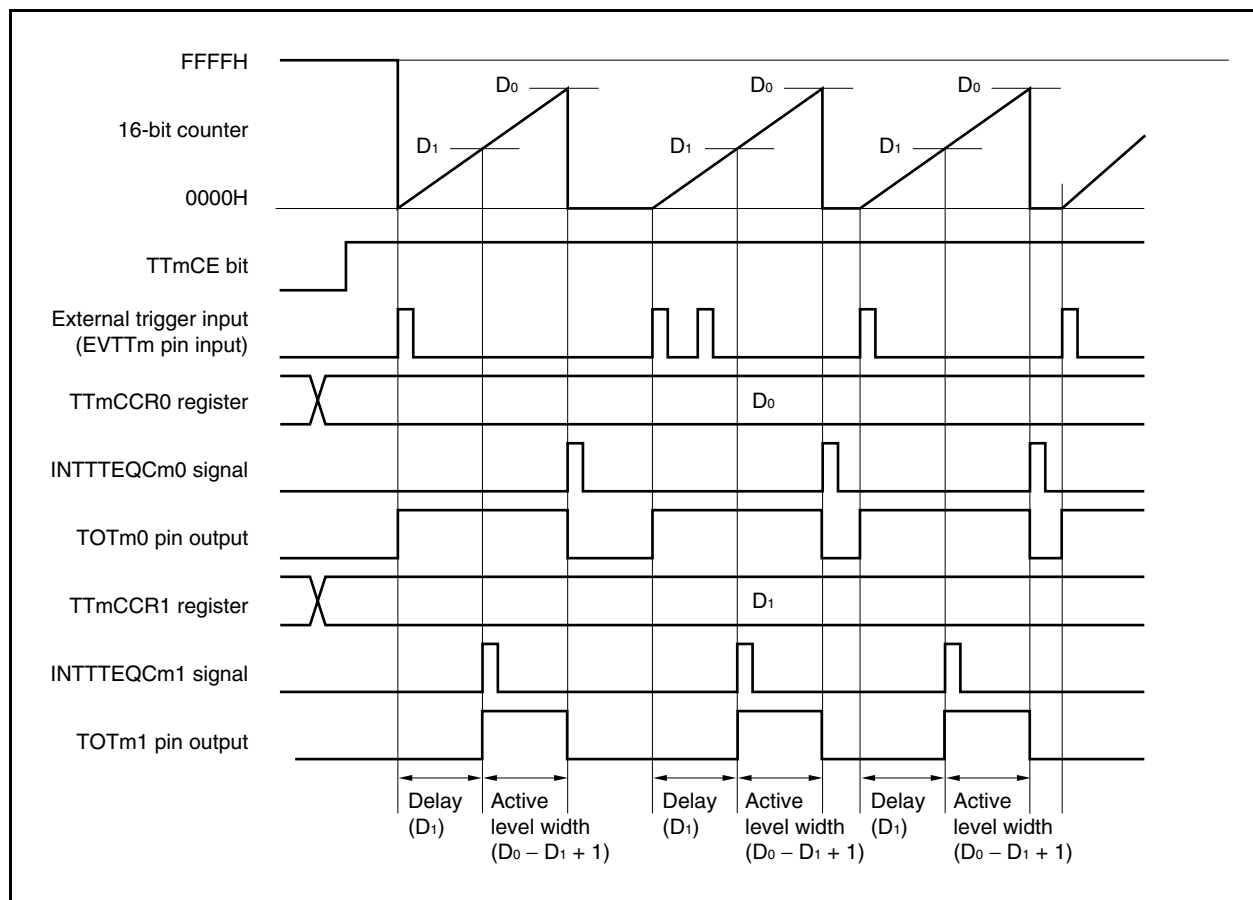 FFFFH
D0 D0 D0
16-bit counter
D1 D1 D1
0000H
TTmCE bit
External trigger input
(EVTTm pin input)
TTmCCR0 register
D0
INTTTEQCm0 signal
TOTm0 pin output
TTmCCR1 register
D1
INTTTEQCm1 signal
TOTm1 pin output
Delay
(D1)
Active
level width
(D0 − D1 + 1)
Delay
(D1)
Active
level width
(D0 − D1 + 1)
Delay
(D1)
Active
level width
(D0 − D1 + 1)